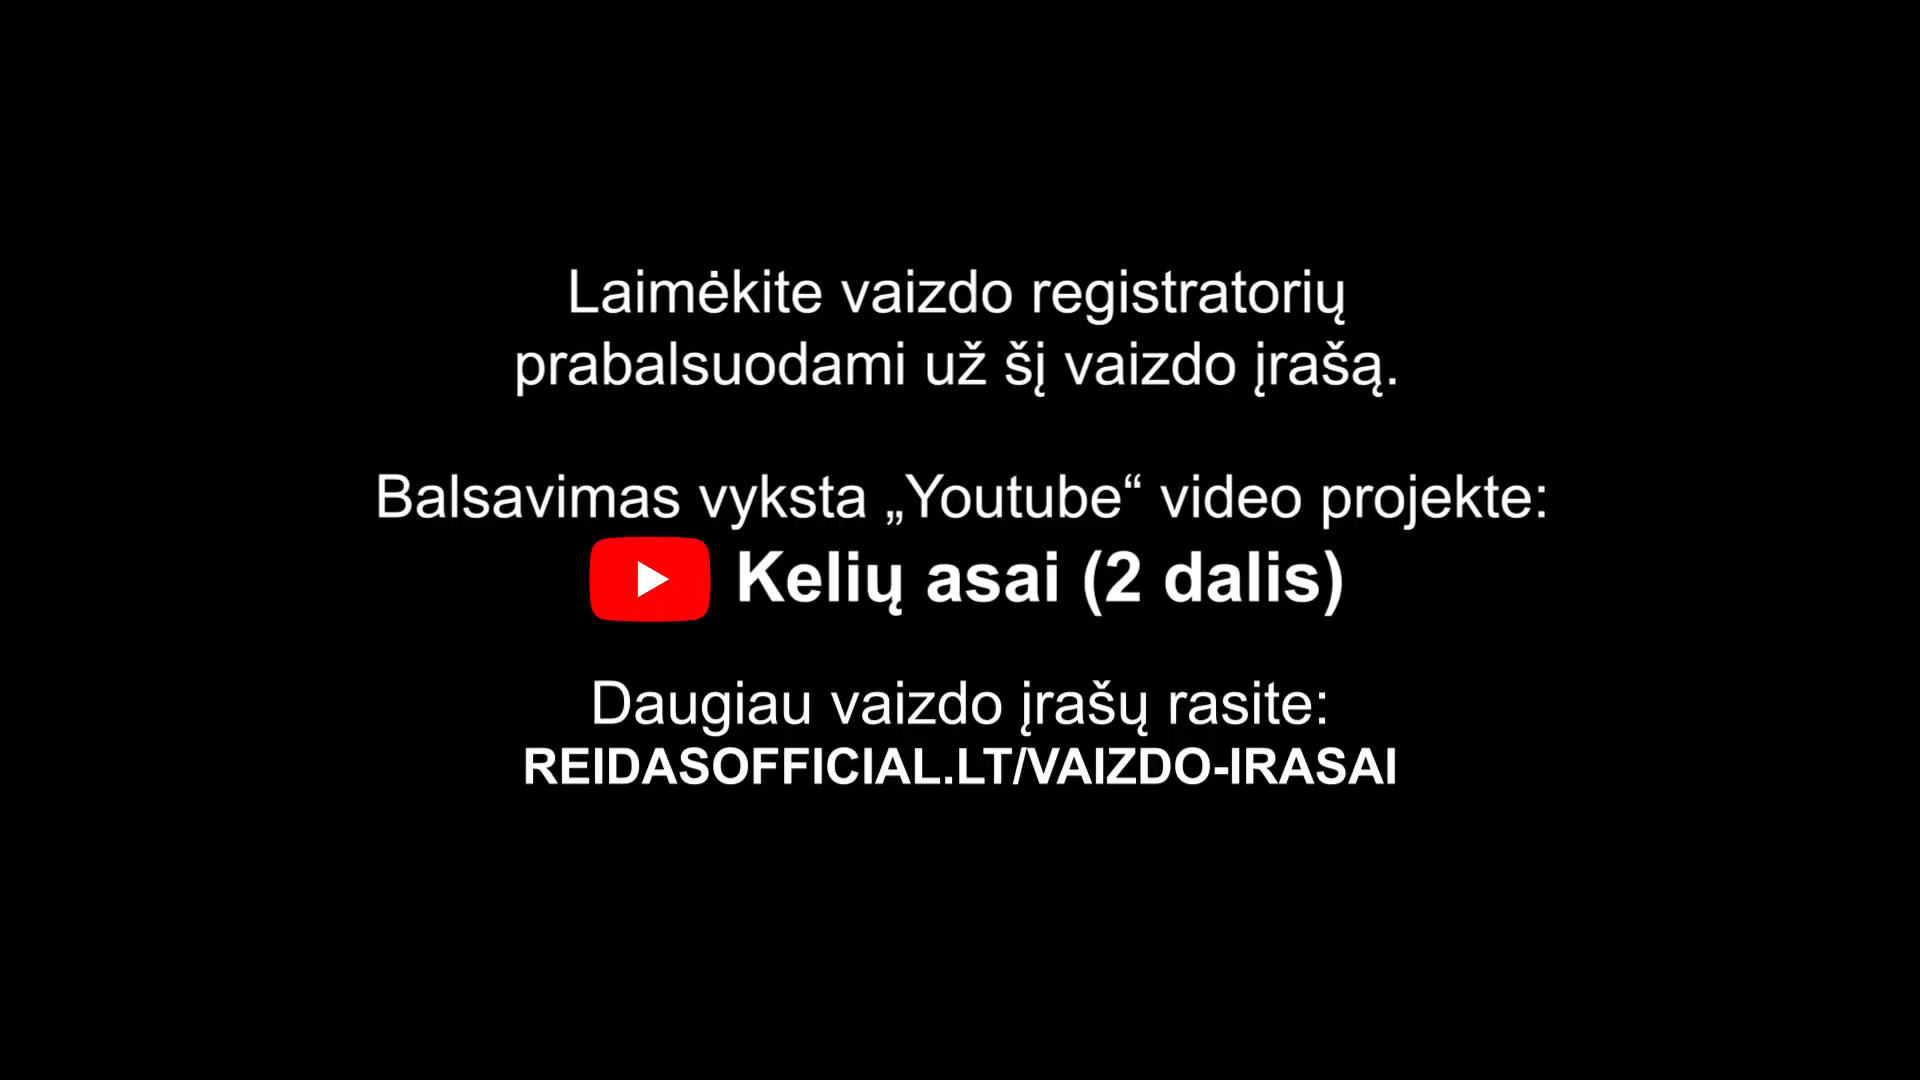 Laimėkite vaizdo registratorių
prabalsuodami už šį vaizdo įrašą.
Balsavimas vyksta „Youtube“ video projekte:
Kelių asai (2 dalis)
Daugiau vaizdo įrašų rasite:
REIDASOFFICIAL.LT/VAIZDO-IRASAI